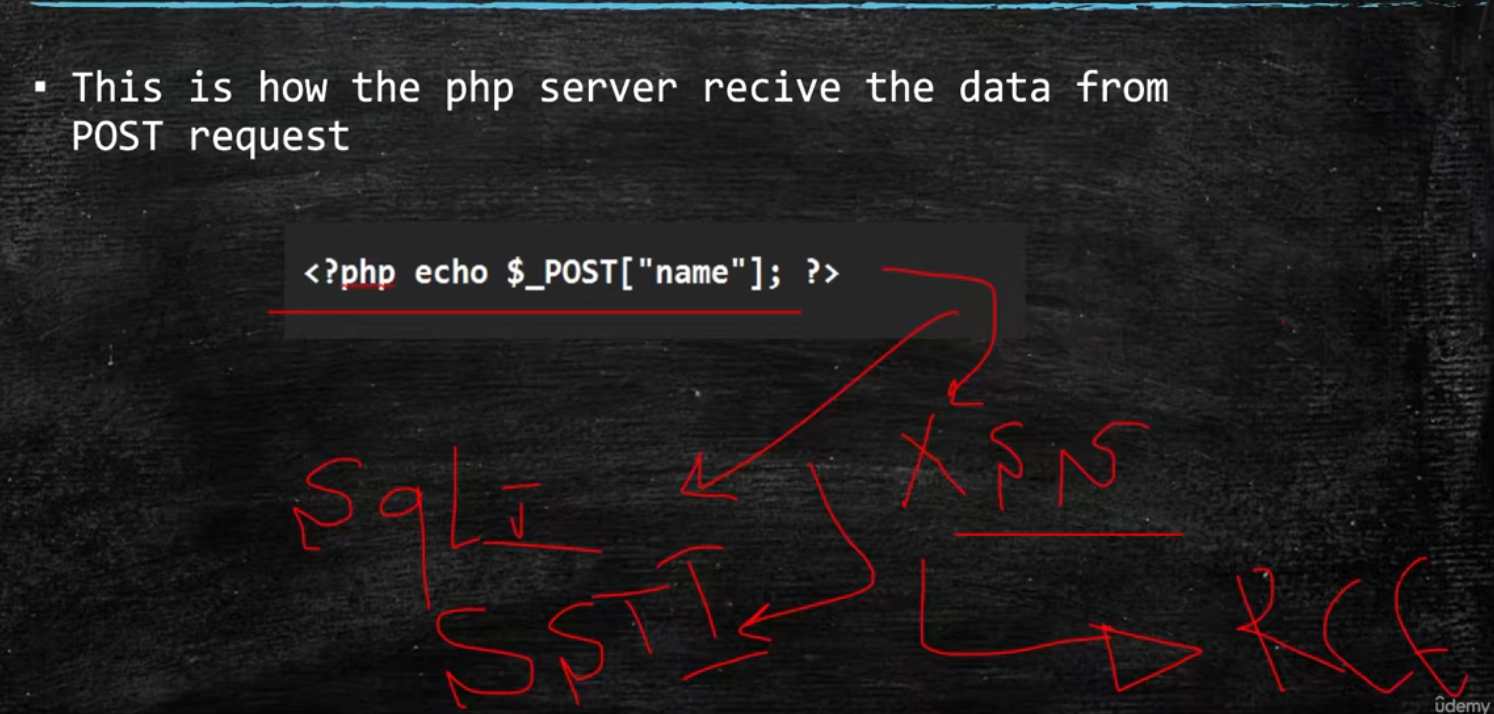 ▪ This is how the php server recive the data from
POST request
<?php echo $_POST["name"]; ?>
XSS
SqLI
SSTI
RCE
ûdemy